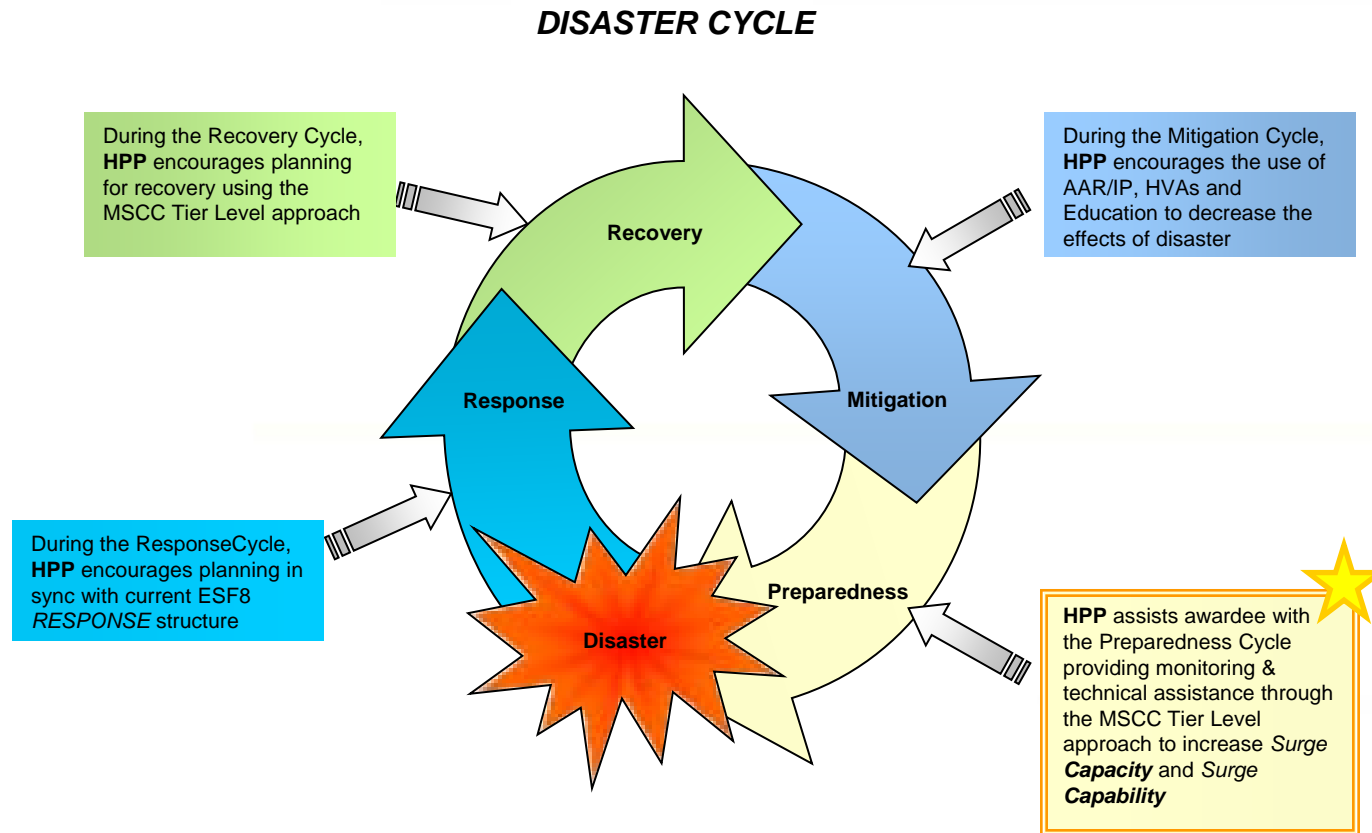 DISASTER CYCLE
During the Recovery Cycle,
HPP encourages planning
for recovery using the
MSCC Tier Level approach
During the Mitigation Cycle,
HPP encourages the use of
AAR/IP, HVAs and
Education to decrease the
effects of disaster
Recovery
Response
Mitigation
During the ResponseCycle,
HPP encourages planning in
sync with current ESF8
RESPONSE structure
Preparedness
Disaster
HPP assists awardee with
the Preparedness Cycle
providing monitoring &
technical assistance through
the MSCC Tier Level
approach to increase Surge
Capacity and Surge
Capability